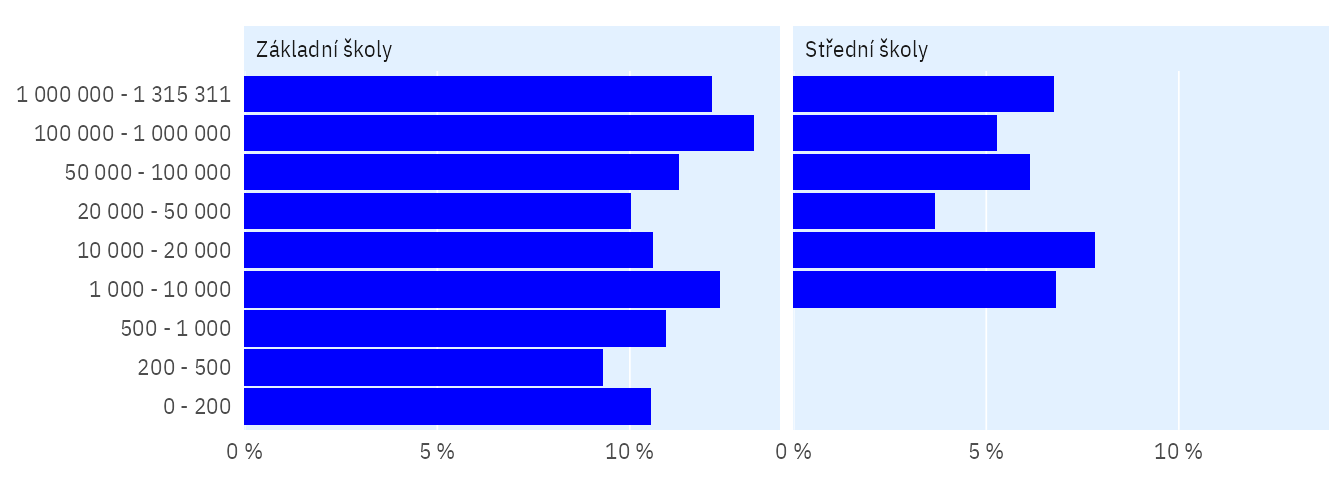 Základní školy
Střední školy
1 000 000 - 1 315 311
100 000 - 1 000 000
50 000 - 100 000
20 000 - 50 000
10 000 - 20 000
1 000 - 10 000
500 - 1 000
200 - 500
0 - 200
0 % 5 % 10 % 0 % 5 % 10 %